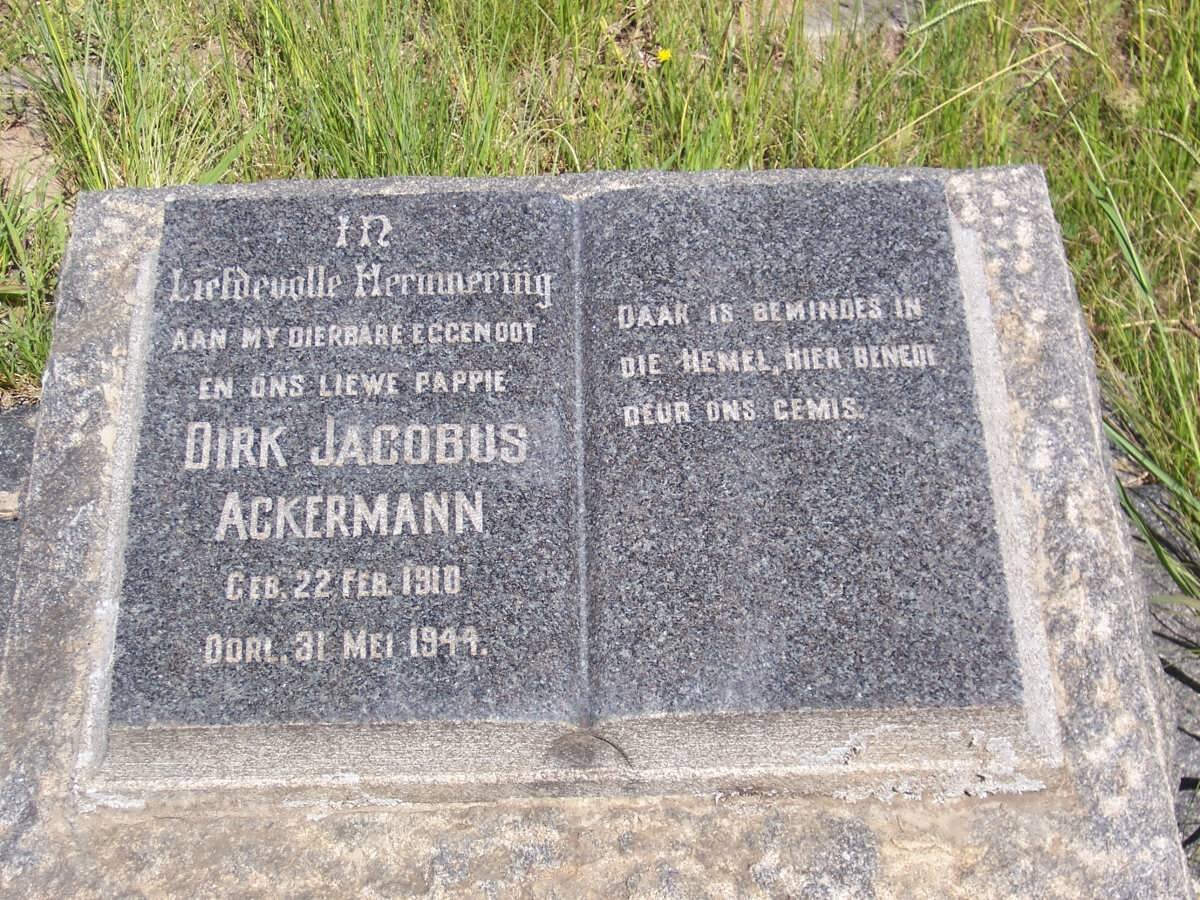 In
Liefdevolle Herinnering
AAN MY DIERBARE EGGENOOT
EN ONS LIEWE PAPPIE
DIRK JACOBUS
ACKERMANN
GEB. 22 FEB. 1910
OORL. 31 MEI 1944.
DAAR IS BEMINDES IN
DIE HEMEL, HIER BENEDE
DEUR ONS GEMIS.